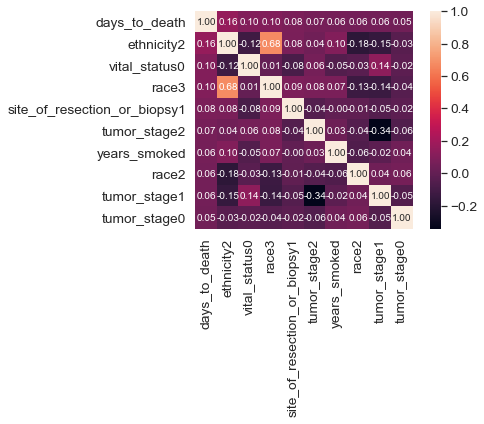 days_to_death 1.00 0.16 0.10 0.10 0.08 0.07 0.06 0.06 0.06 0.05
ethnicity2 0.16 1.00 -0.12 0.68 0.08 0.04 0.10 -0.18 -0.15 -0.03
vital_status0 0.10 -0.12 1.00 0.01 -0.08 0.06 -0.05 -0.03 0.14 -0.02
race3 0.10 0.68 0.01 1.00 0.09 0.08 0.07 -0.13 -0.14 -0.04
site_of_resection_or_biopsy1 0.08 0.08 -0.08 0.09 1.00 -0.04 -0.00 -0.01 -0.05 -0.02
tumor_stage2 0.07 0.04 0.06 0.08 -0.04 1.00 0.03 -0.04 -0.34 -0.06
years_smoked 0.06 0.10 -0.05 0.07 -0.00 0.03 1.00 -0.06 -0.02 0.04
race2 0.06 -0.18 -0.03 -0.13 -0.01 -0.04 -0.06 1.00 0.04 0.06
tumor_stage1 0.06 -0.15 0.14 -0.14 -0.05 -0.34 -0.02 0.04 1.00 -0.05
tumor_stage0 0.05 -0.03 -0.02 -0.04 -0.02 -0.06 0.04 0.06 -0.05 1.00
days_to_death
ethnicity2
vital_status0
race3
site_of_resection_or_biopsy1
tumor_stage2
years_smoked
race2
tumor_stage1
tumor_stage0
1.0
0.8
0.6
0.4
0.2
0.0
−0.2